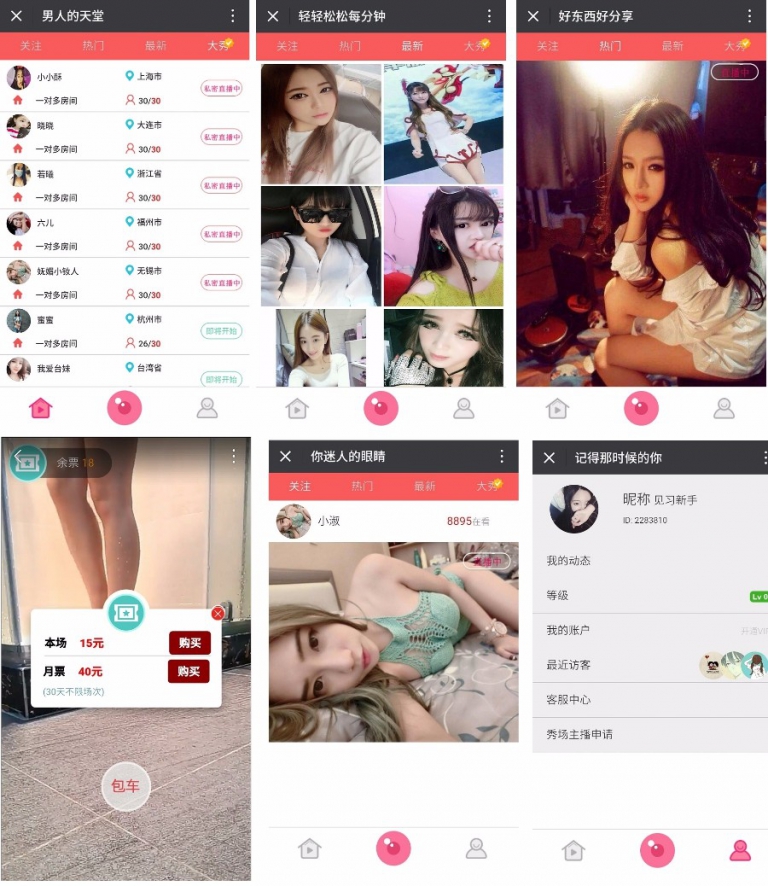 男人的天堂
关注 热门 最新 大秀
小小酥 上海市
一对多房间 30/30 私密直播中
晓晓 大连市
一对多房间 30/30 私密直播中
若曦 浙江省
一对多房间 30/30 私密直播中
六儿 福州市
一对多房间 30/30 私密直播中
妩媚小牧人 无锡市
一对多房间 30/30 私密直播中
蜜蜜 杭州市
一对多房间 26/30 即将开始
我爱台妹 台湾省
即将开始
轻轻松松每分钟
关注 热门 最新 大秀
好东西好分享
关注 热门 最新 大秀
直播中
余票 18
本场 15元 购买
月票 40元 购买
(30天不限场次)
包车
你迷人的眼睛
关注 热门 最新 大秀
小淑 8895在看
直播中
记得那时候的你
昵称 见习新手
ID: 2283810
我的动态
等级 Lv 0
我的账户
最近访客
客服中心
秀场主播申请